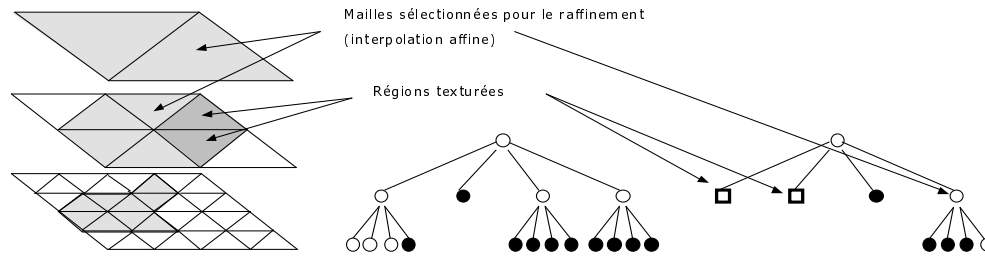 Mailles sélectionnées pour le raffinement
(interpolation affine)
Régions texturées